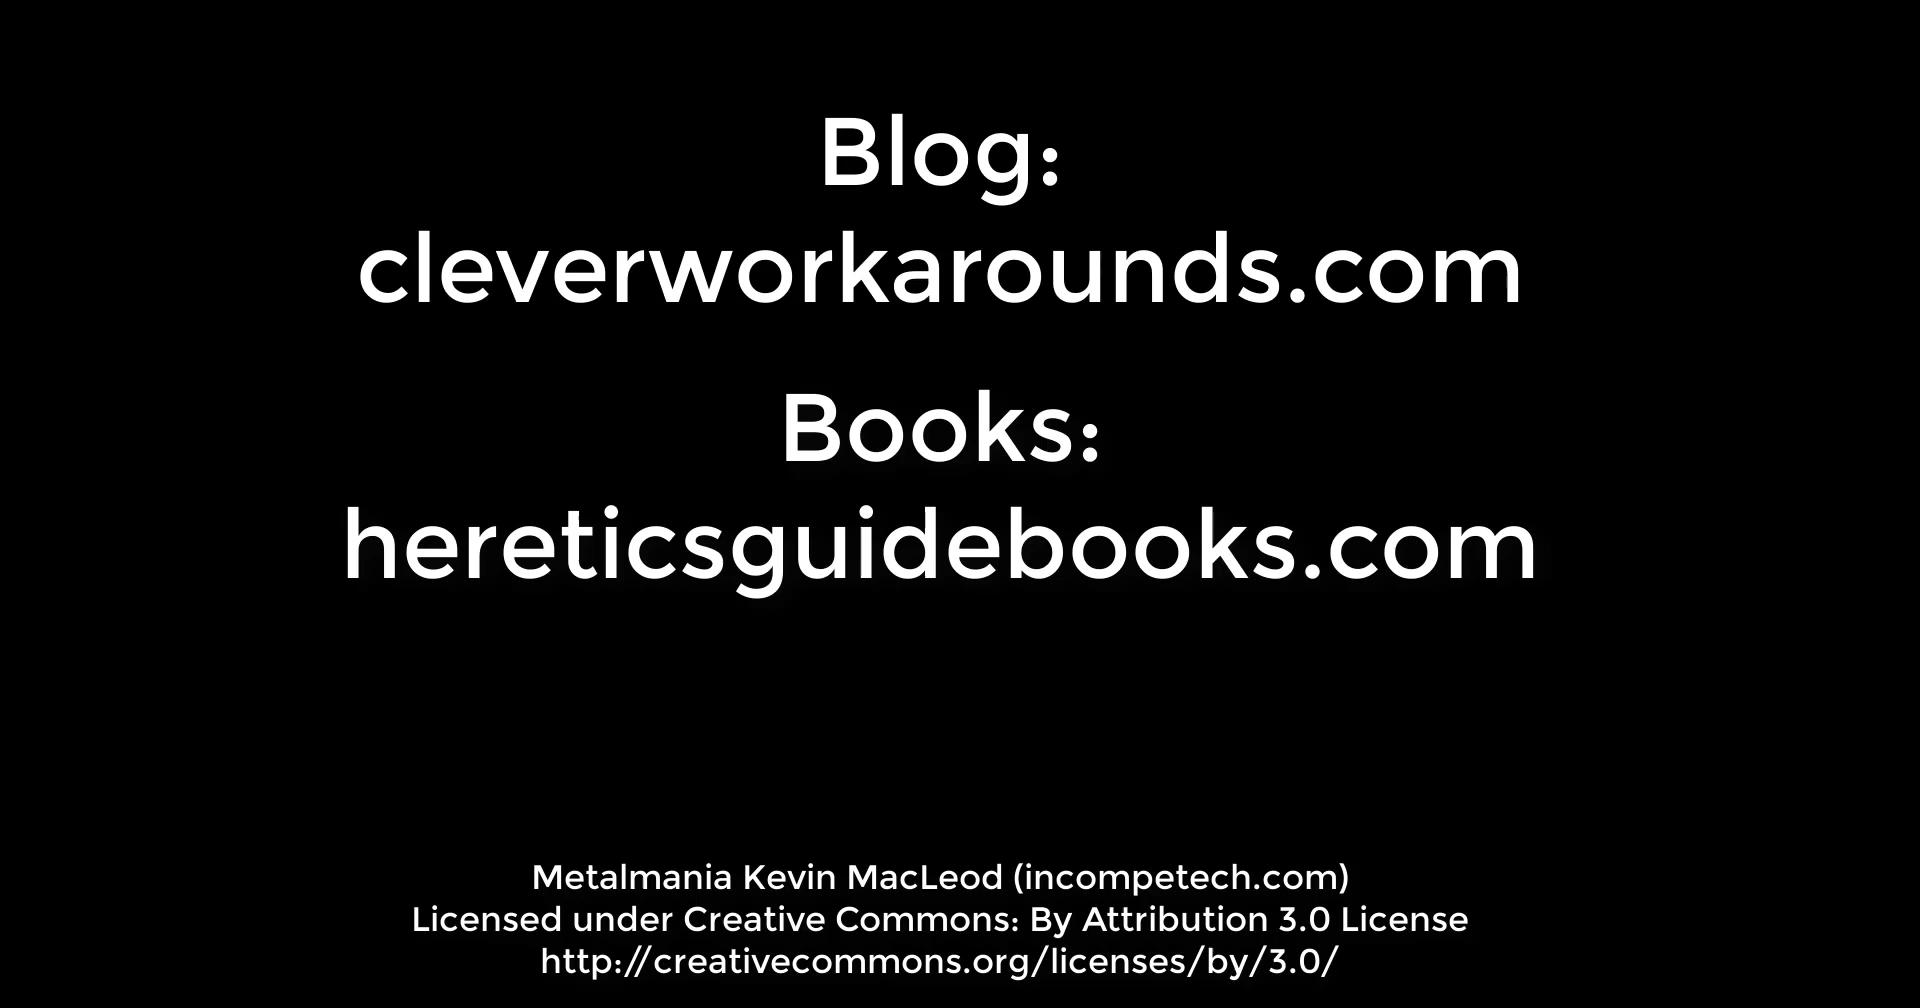 Blog:
cleverworkarounds.com
Books:
hereticsguidebooks.com
Metalmania Kevin MacLeod (incompetech.com)
Licensed under Creative Commons: By Attribution 3.0 License
http://creativecommons.org/licenses/by/3.0/